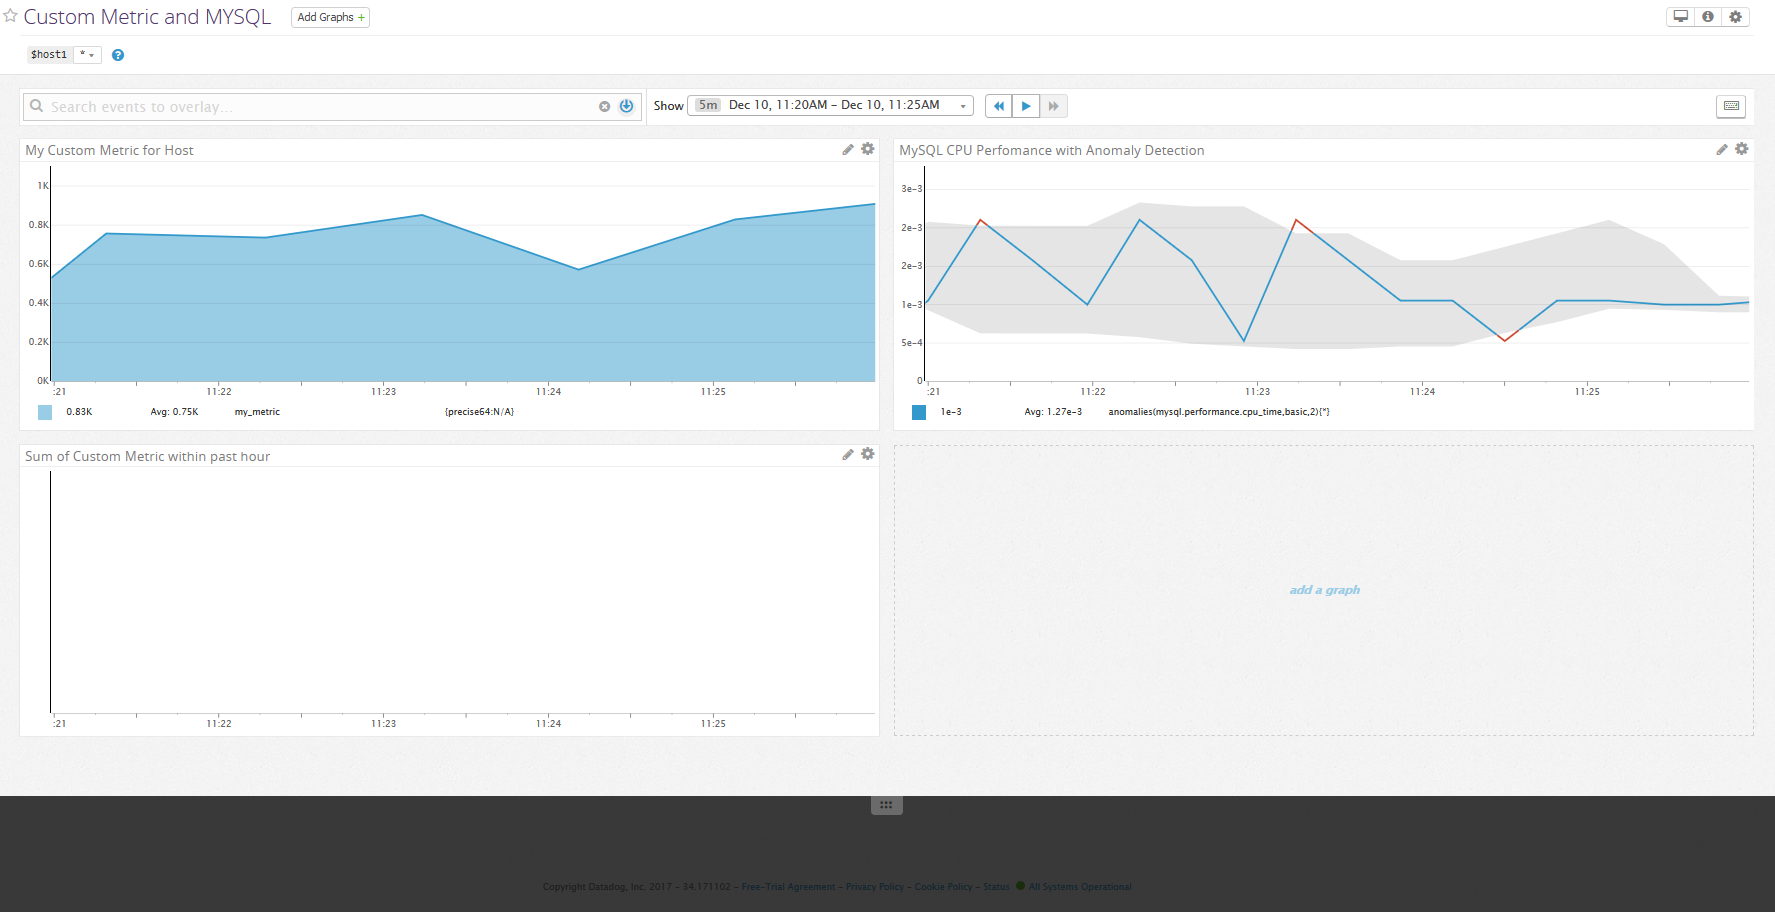 Custom Metric and MYSQL Add Graphs +
$host1 *
Search events to overlay...
Show 5m Dec 10, 11:20AM - Dec 10, 11:25AM
My Custom Metric for Host
1K
0.8K
0.6K
0.4K
0.2K
0K
:21 11:22 11:23 11:24 11:25
0.83K Avg: 0.75K my_metric {precise64:N/A}
MySQL CPU Perfomance with Anomaly Detection
3e-3
2e-3
2e-3
1e-3
5e-4
0
:21 11:22 11:23 11:24 11:25
1e-3 Avg: 1.27e-3 anomalies(mysql.performance.cpu_time,basic,2){*}
Sum of Custom Metric within past hour
:21 11:22 11:23 11:24 11:25
add a graph
Copyright Datadog, Inc. 2017 - 34.171102 - Free-Trial Agreement - Privacy Policy - Cookie Policy - Status All Systems Operational